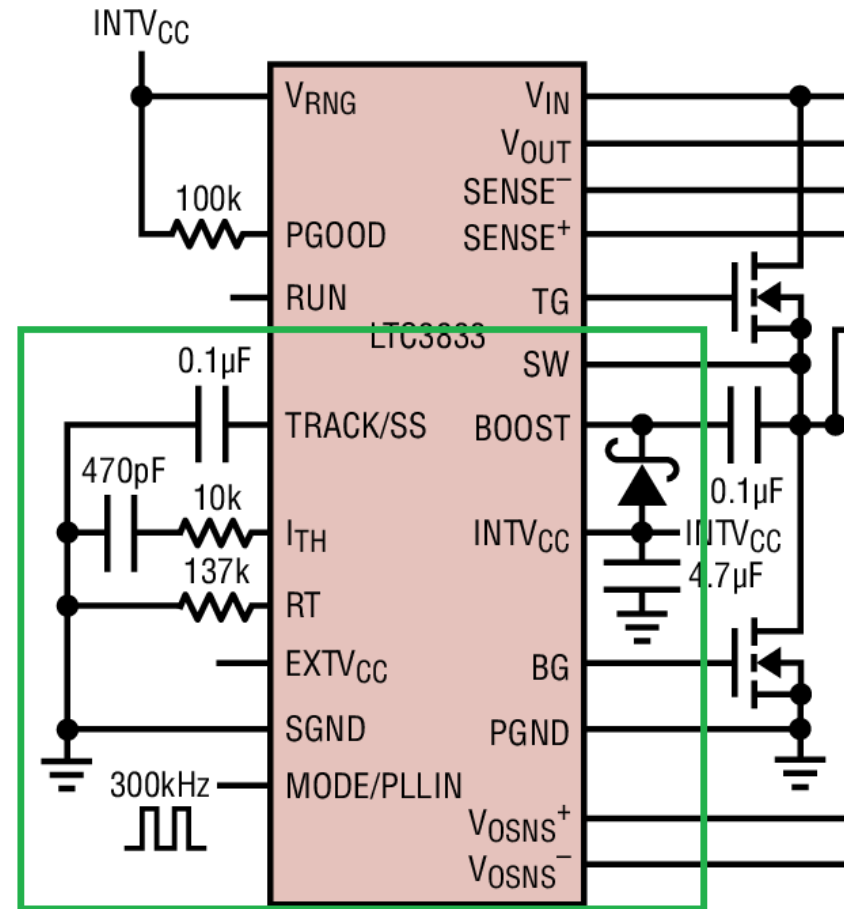 INTVCC
VRNG
VIN
VOUT
SENSE−
100k
PGOOD
SENSE+
RUN
TG
LTC3833
SW
0.1µF
TRACK/SS
BOOST
470pF
10k
0.1µF
ITH
INTVCC
INTVCC
137k
4.7µF
RT
EXTVCC
BG
SGND
PGND
300kHz
MODE/PLLIN
VOSNS+
VOSNS−